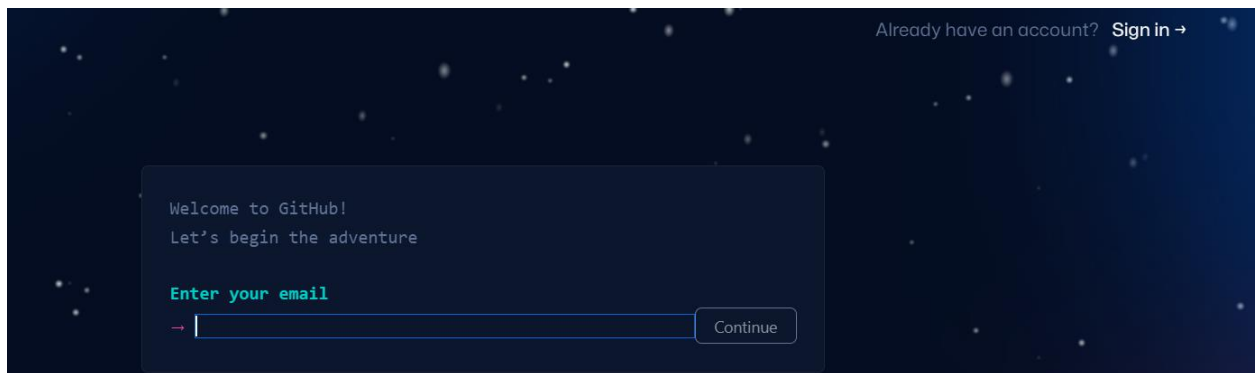 Already have an account? Sign in →
Welcome to GitHub!
Let’s begin the adventure
Enter your email
→ Continue